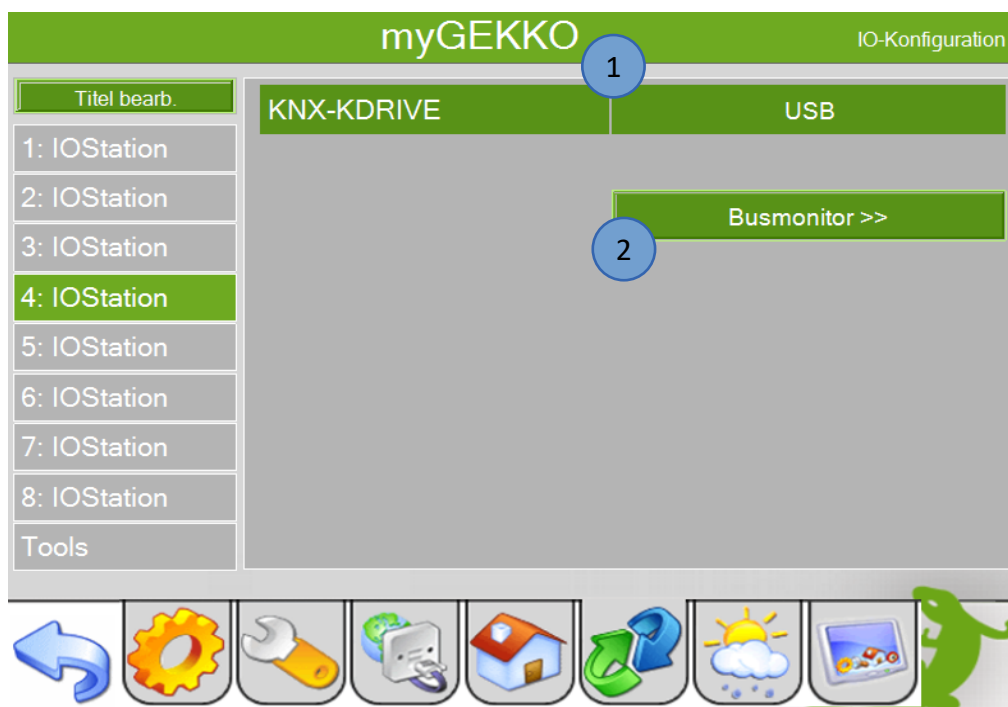 myGEKKO
IO-Konfiguration
1
Titel bearb.
KNX-KDRIVE
USB
1: IOStation
2: IOStation
Busmonitor >>
2
3: IOStation
4: IOStation
5: IOStation
6: IOStation
7: IOStation
8: IOStation
Tools